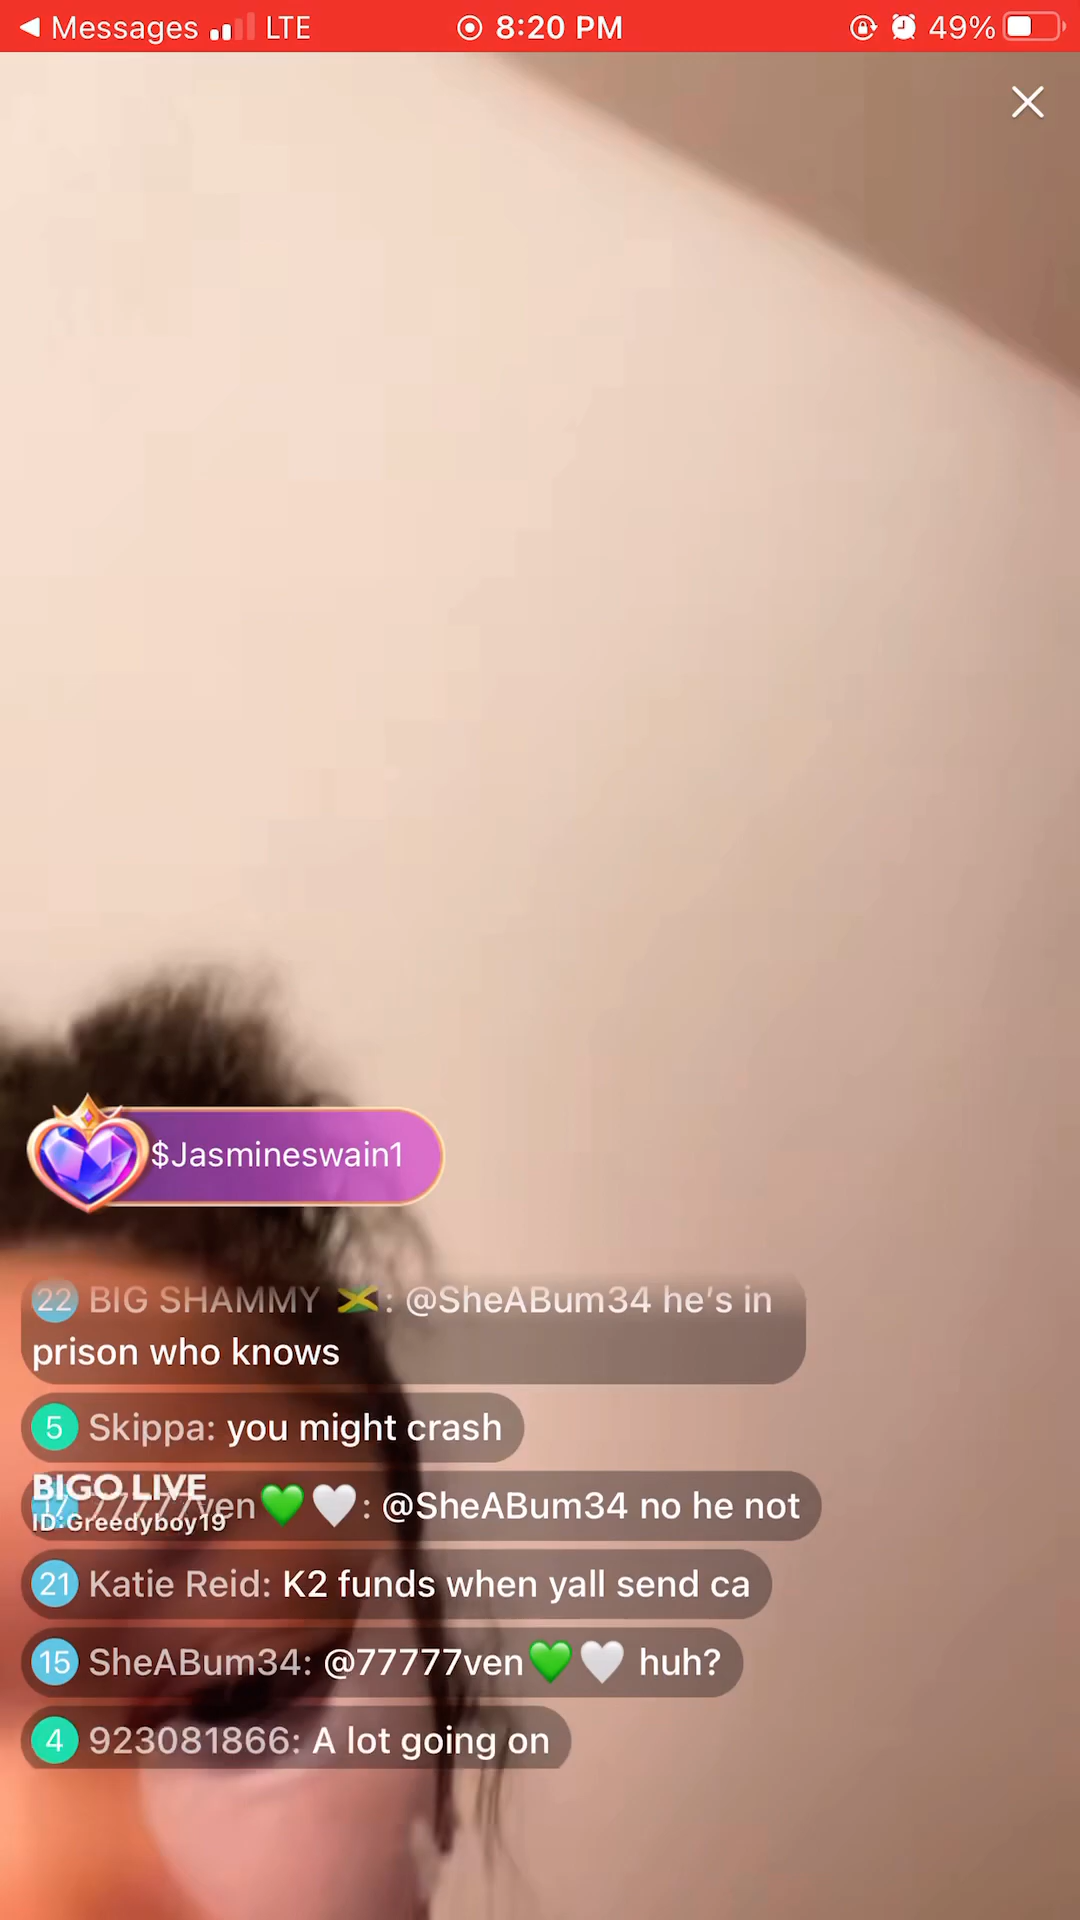 Messages LTE 8:20 PM 49%
$Jasmineswain1
22 BIG SHAMMY 🇯🇲: @SheABum34 he's in
prison who knows
5 Skippa: you might crash
BIGO LIVE
17 77777ven💚🤍: @SheABum34 no he not
ID:Greedyboy19
21 Katie Reid: K2 funds when yall send ca
15 SheABum34: @77777ven💚🤍 huh?
4 923081866: A lot going on